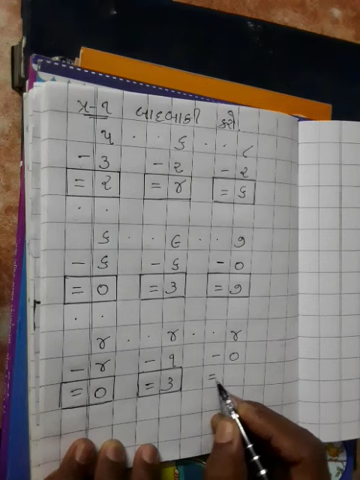 પ્ર-૧ બાદબાકી કરો.
૫ ૬ ૮
- ૩ - ૨ - ૨
= ૨ = ૪ = ૬
૬ ૯ ૭
- ૬ - ૬ - ૦
= ૦ = ૩ = ૭
૪ ૪ ૪
- ૪ - ૧ - ૦
= ૦ = ૩ =